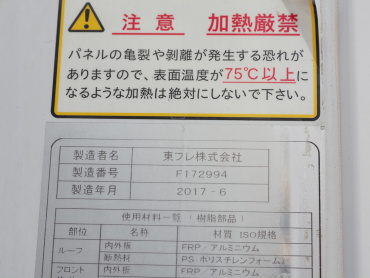 注意 加熱厳禁
パネルの亀裂や剥離が発生する恐れが
ありますので、表面温度が75℃以上に
なるような加熱は絶対にしないで下さい。
製造者名 東フレ株式会社
製造番号 F172994
製造年月 2017-6
使用材料一覧(樹脂部品)
部位 名称 材質 ISO規格
ルーフ 内外板 FRP/アルミニウム
断熱材 PS:ポリスチレンフォーム
フロント 内外板 FRP/アルミニウム